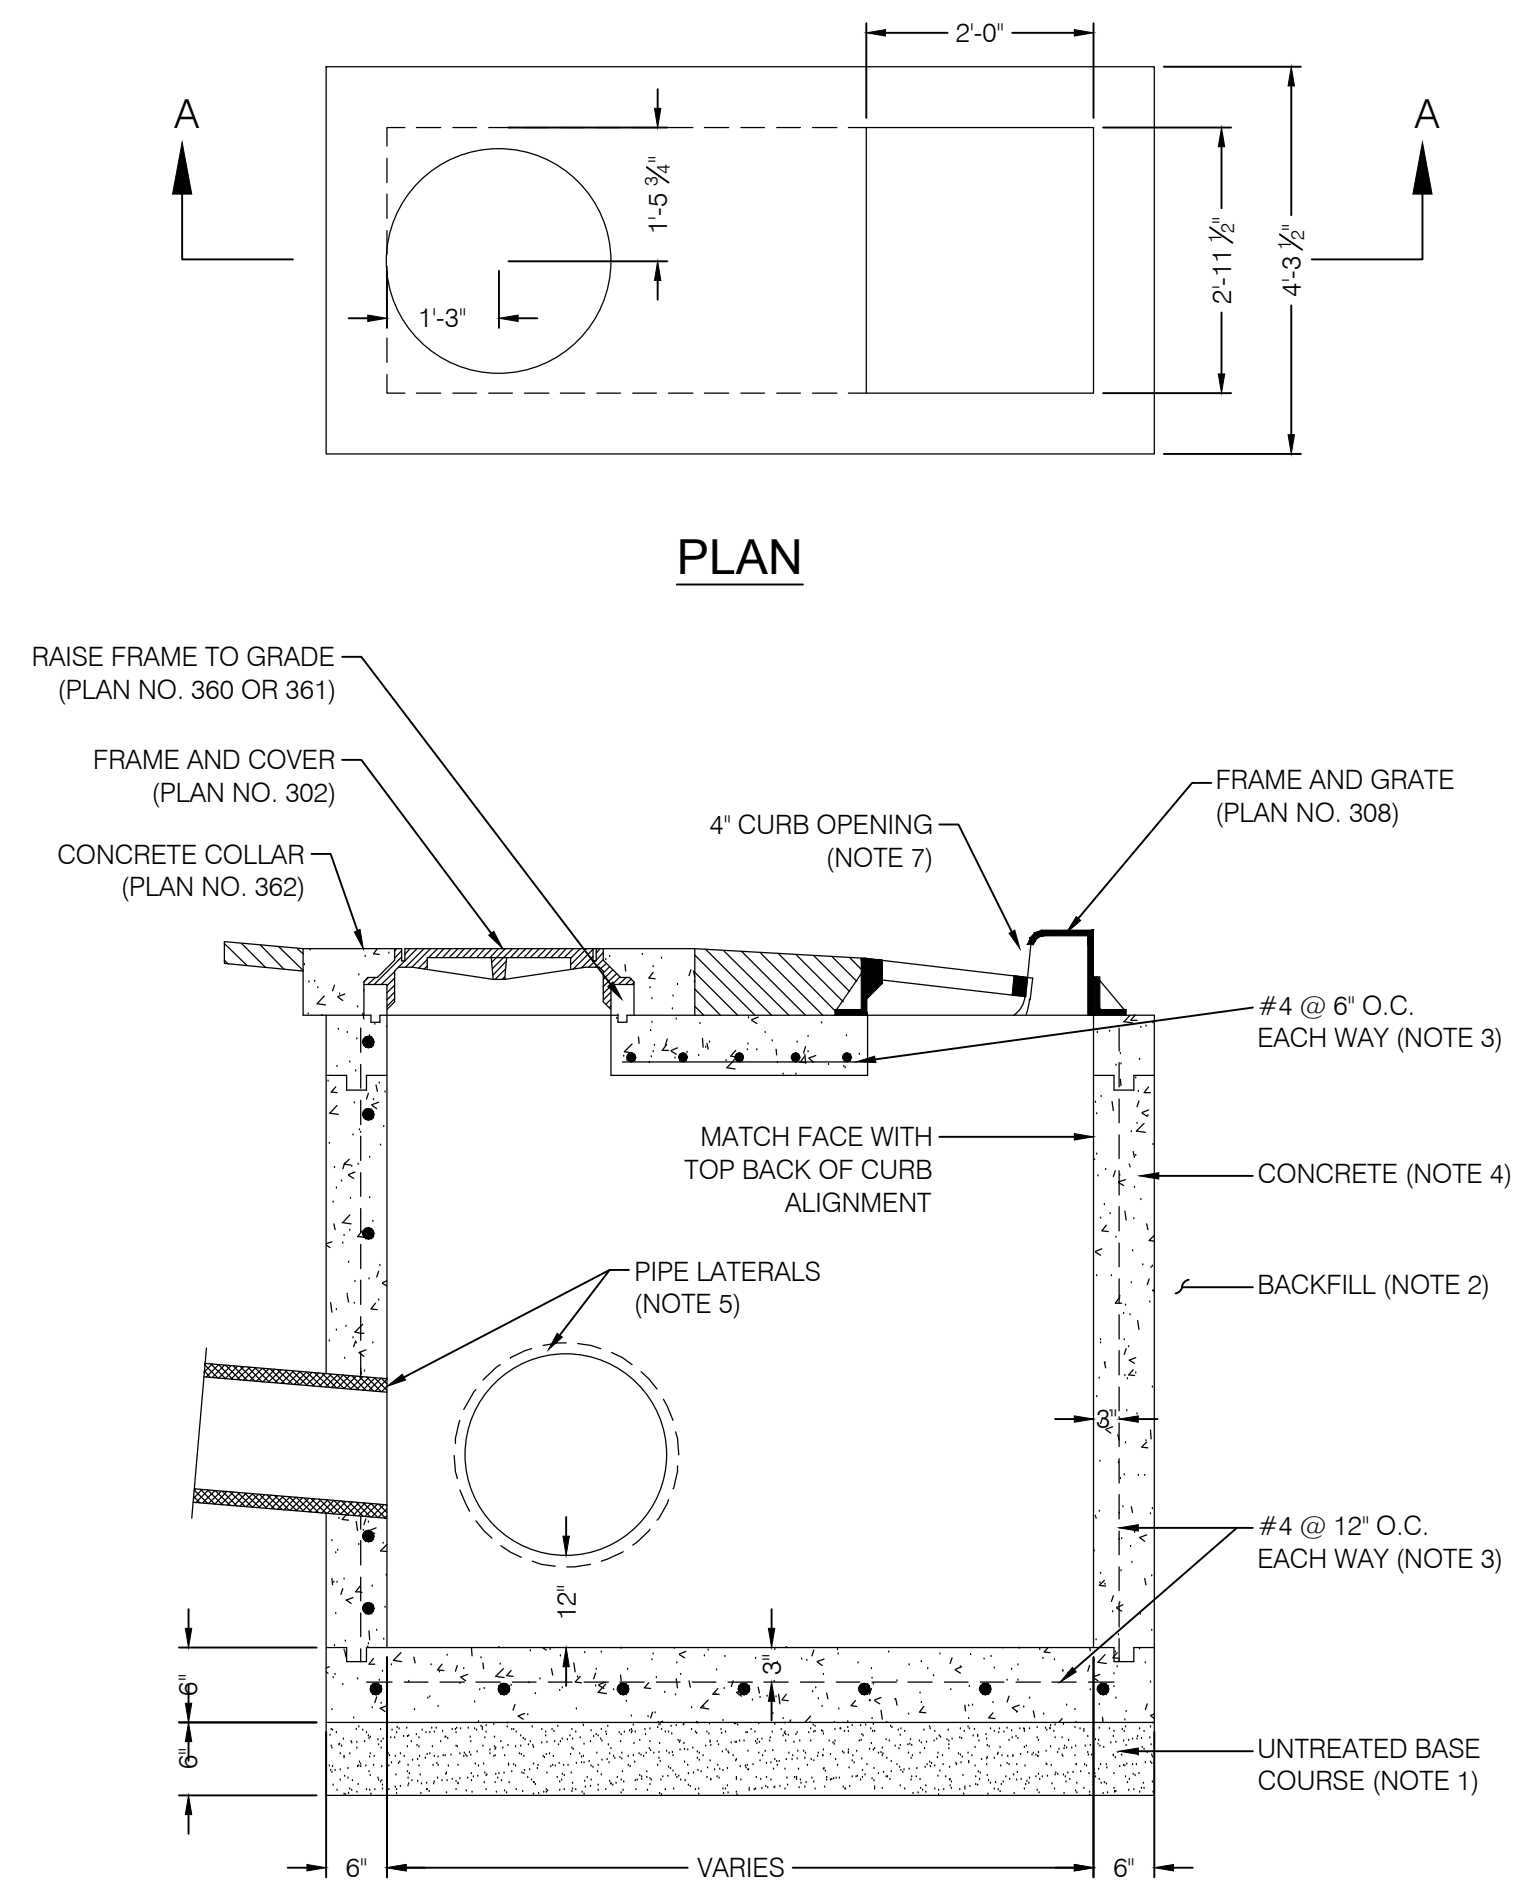 2'-0"
A
A
1'-5 ¾"
1'-3"
2'-11 ½"
4'-3 ½"
PLAN
RAISE FRAME TO GRADE
(PLAN NO. 360 OR 361)
FRAME AND COVER
(PLAN NO. 302)
CONCRETE COLLAR
(PLAN NO. 362)
4" CURB OPENING
(NOTE 7)
FRAME AND GRATE
(PLAN NO. 308)
#4 @ 6" O.C.
EACH WAY (NOTE 3)
MATCH FACE WITH
TOP BACK OF CURB
ALIGNMENT
CONCRETE (NOTE 4)
PIPE LATERALS
(NOTE 5)
BACKFILL (NOTE 2)
3"
#4 @ 12" O.C.
EACH WAY (NOTE 3)
12"
3"
6"
6"
UNTREATED BASE
COURSE (NOTE 1)
6"
VARIES
6"